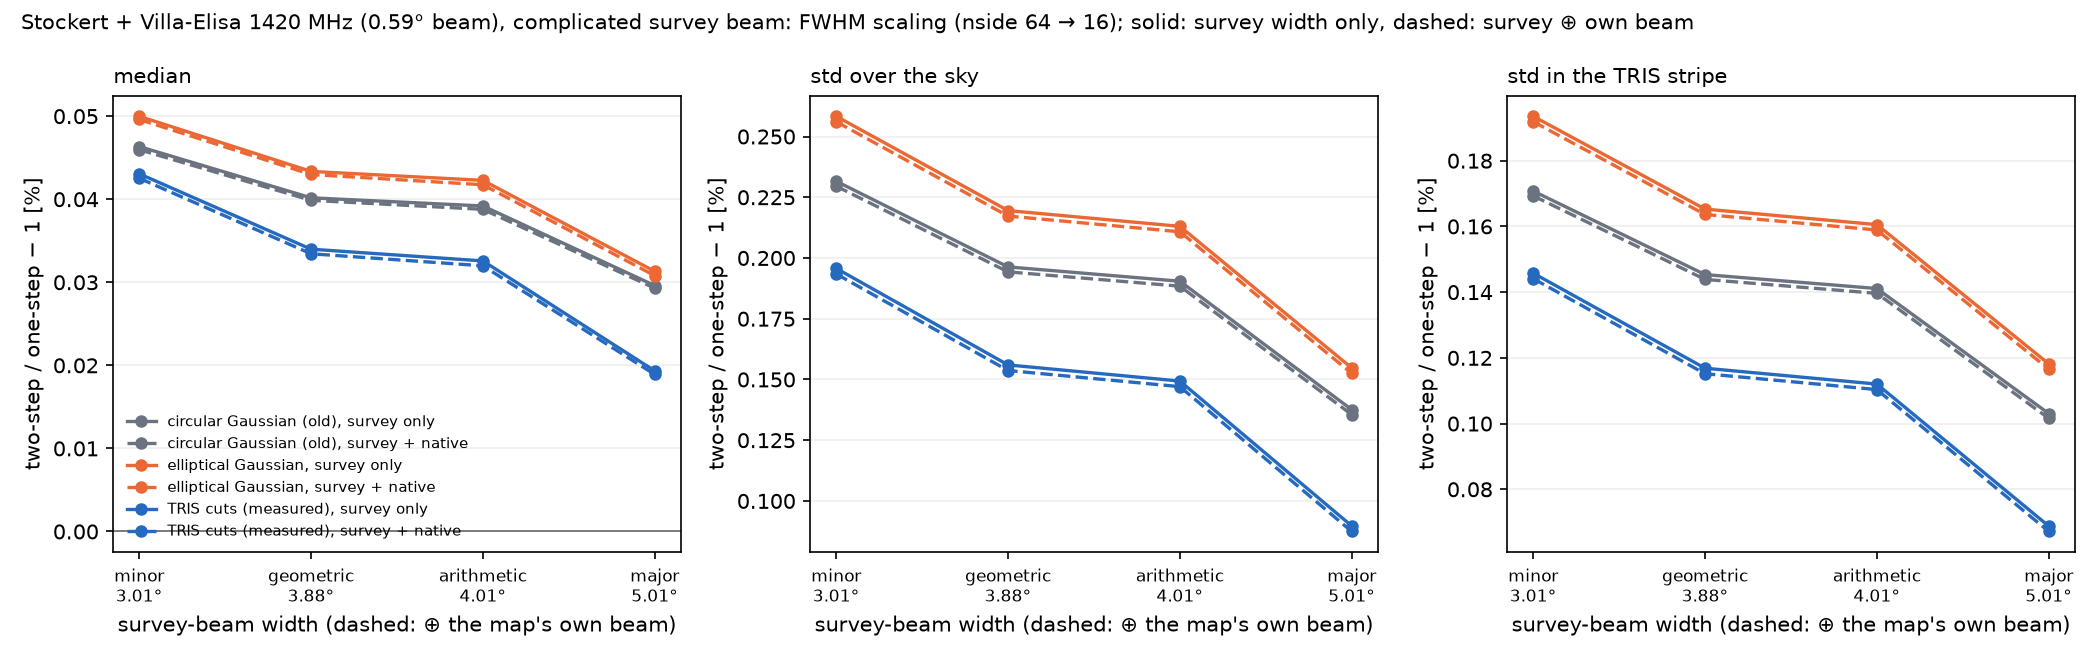 Stockert + Villa-Elisa 1420 MHz (0.59° beam), complicated survey beam: FWHM scaling (nside 64 → 16); solid: survey width only, dashed: survey ⊕ own beam
median
two-step / one-step − 1 [%]
0.05
0.04
0.03
0.02
0.01
0.00
circular Gaussian (old), survey only
circular Gaussian (old), survey + native
elliptical Gaussian, survey only
elliptical Gaussian, survey + native
TRIS cuts (measured), survey only
TRIS cuts (measured), survey + native
minor geometric arithmetic major
3.01° 3.88° 4.01° 5.01°
survey-beam width (dashed: ⊕ the map's own beam)
std over the sky
two-step / one-step − 1 [%]
0.250
0.225
0.200
0.175
0.150
0.125
0.100
minor geometric arithmetic major
3.01° 3.88° 4.01° 5.01°
survey-beam width (dashed: ⊕ the map's own beam)
std in the TRIS stripe
two-step / one-step − 1 [%]
0.18
0.16
0.14
0.12
0.10
0.08
minor geometric arithmetic major
3.01° 3.88° 4.01° 5.01°
survey-beam width (dashed: ⊕ the map's own beam)